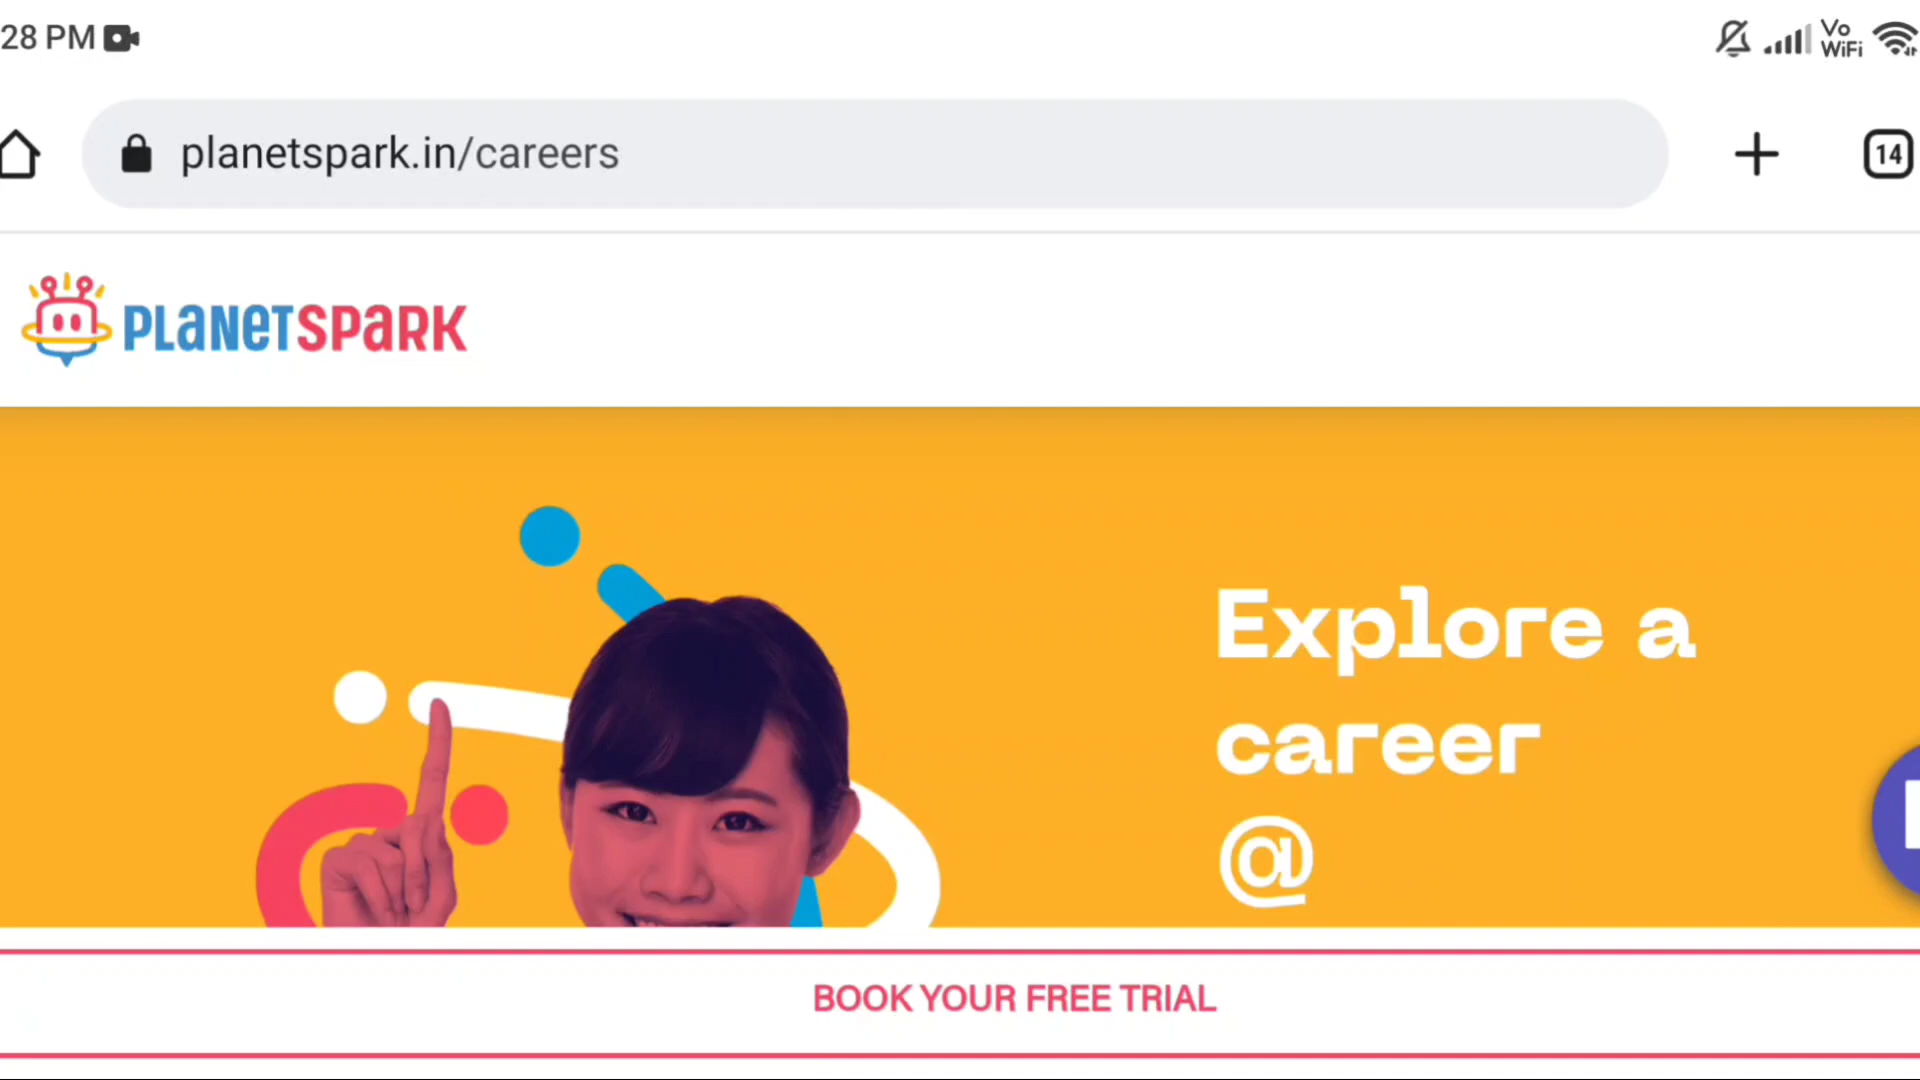 28 PM
Vo
WiFi
planetspark.in/careers
14
PLANETSPARK
Explore a
career
@
BOOK YOUR FREE TRIAL